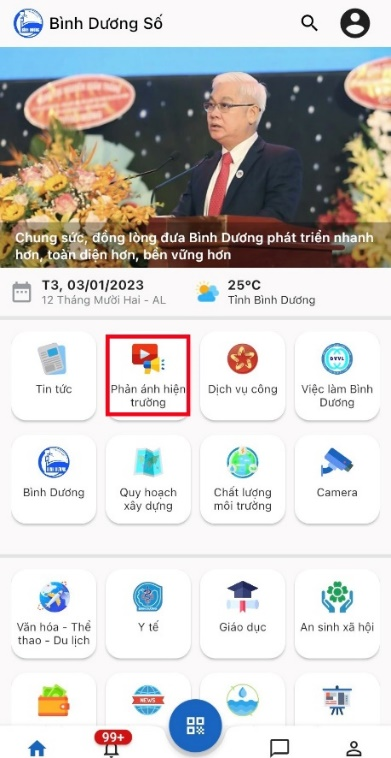 Bình Dương Số
Chung sức, đồng lòng đưa Bình Dương phát triển nhanh
hơn, toàn diện hơn, bền vững hơn
T3, 03/01/2023
12 Tháng Mười Hai - AL
25°C
Tỉnh Bình Dương
Tin tức
Phản ánh hiện
trường
Dịch vụ công
Việc làm Bình
Dương
Bình Dương
Quy hoạch
xây dựng
Chất lượng
môi trường
Camera
Văn hóa - Thể
thao - Du lịch
Y tế
Giáo dục
An sinh xã hội
NEWS
99+